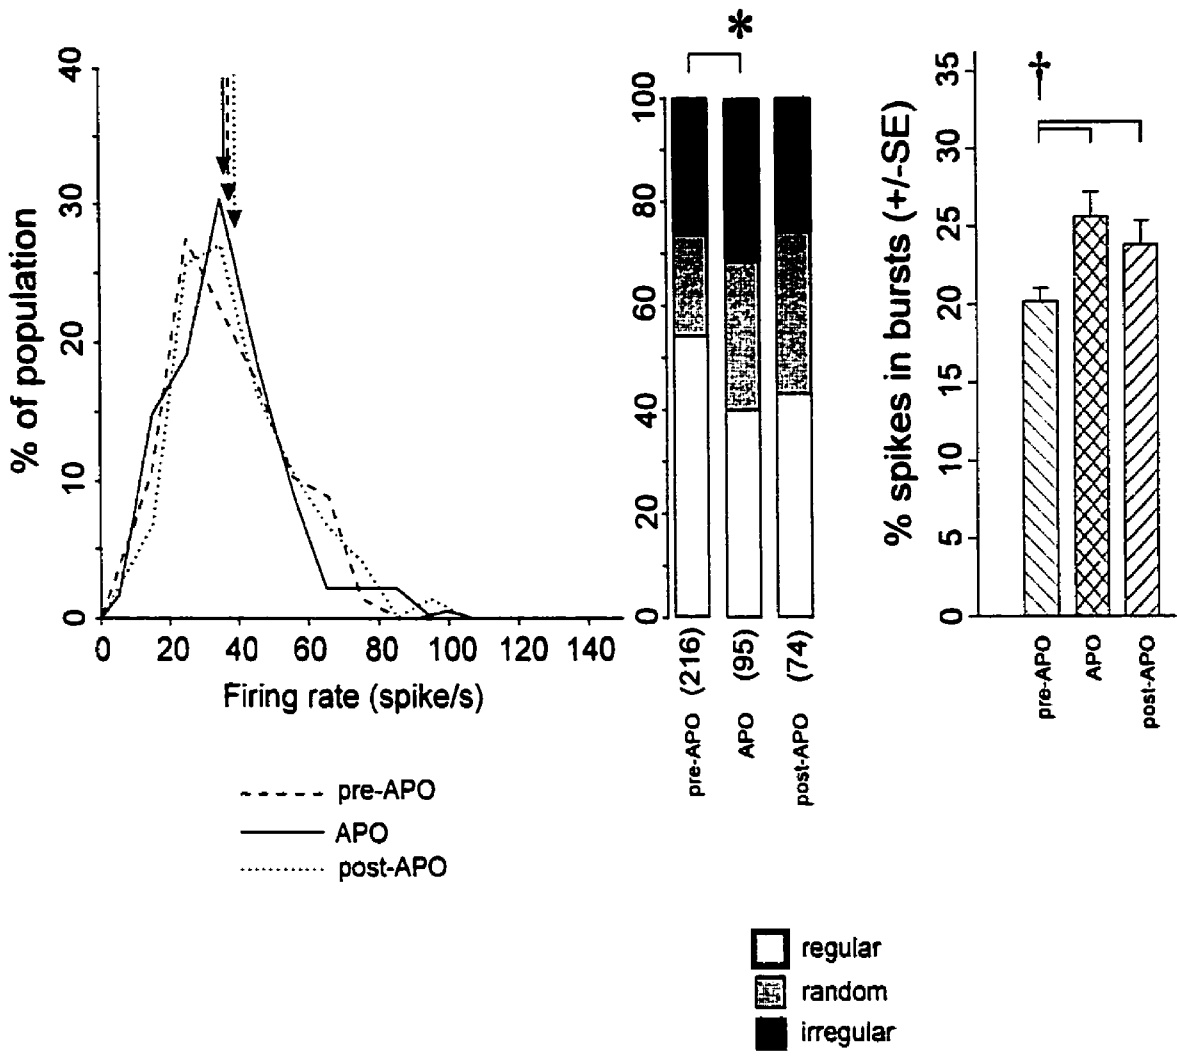 % of population
40
30
20
10
0
0 20 40 60 80 100 120 140
Firing rate (spike/s)
pre-APO
APO
post-APO
*
100
80
60
40
20
0
pre-APO (216)
APO (95)
post-APO (74)
regular
random
irregular
% spikes in bursts (+/-SE)
†
35
30
25
20
15
10
5
0
pre-APO
APO
post-APO